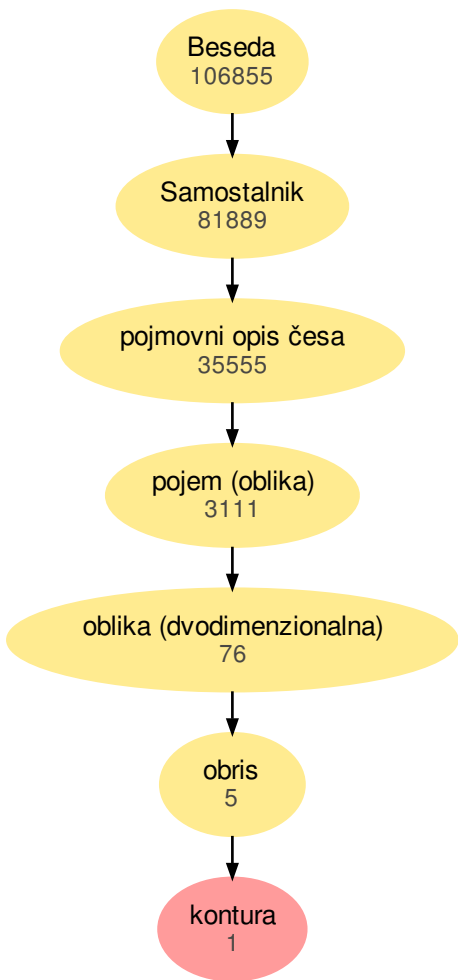 Beseda
106855
Samostalnik
81889
pojmovni opis česa
35555
pojem (oblika)
3111
oblika (dvodimenzionalna)
76
obris
5
kontura
1